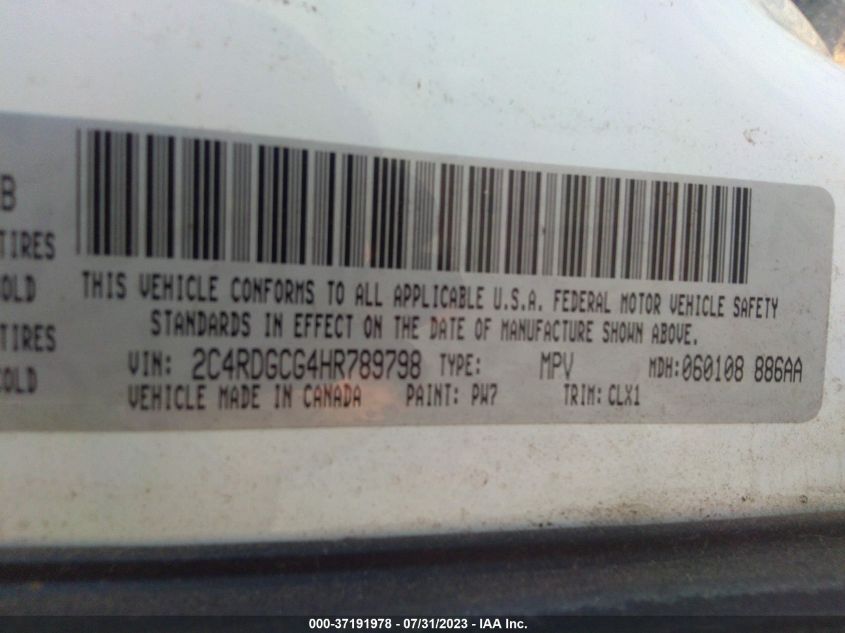 B
TIRES
OLD
TIRES
COLD
THIS VEHICLE CONFORMS TO ALL APPLICABLE U.S.A. FEDERAL MOTOR VEHICLE SAFETY
STANDARDS IN EFFECT ON THE DATE OF MANUFACTURE SHOWN ABOVE.
VIN: 2C4RDGCG4HR789798 TYPE: MPV MDH:060108 886AA
VEHICLE MADE IN CANADA PAINT: PW7 TRIM: CLX1
000-37191978 - 07/31/2023 - IAA Inc.